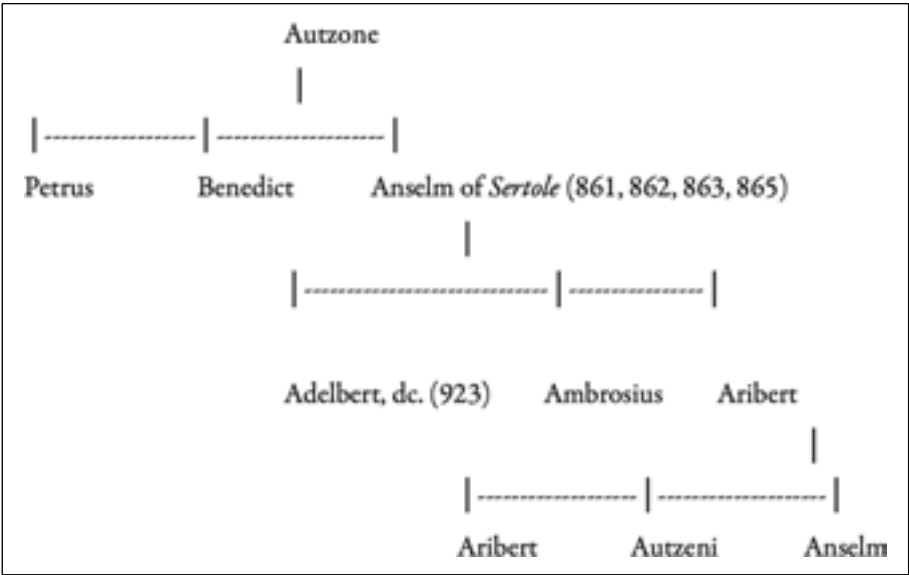 Autzone
Petrus Benedict Anselm of Sertole (861, 862, 863, 865)
Adelbert, dc. (923) Ambrosius Aribert
Aribert Autzeni Anselm